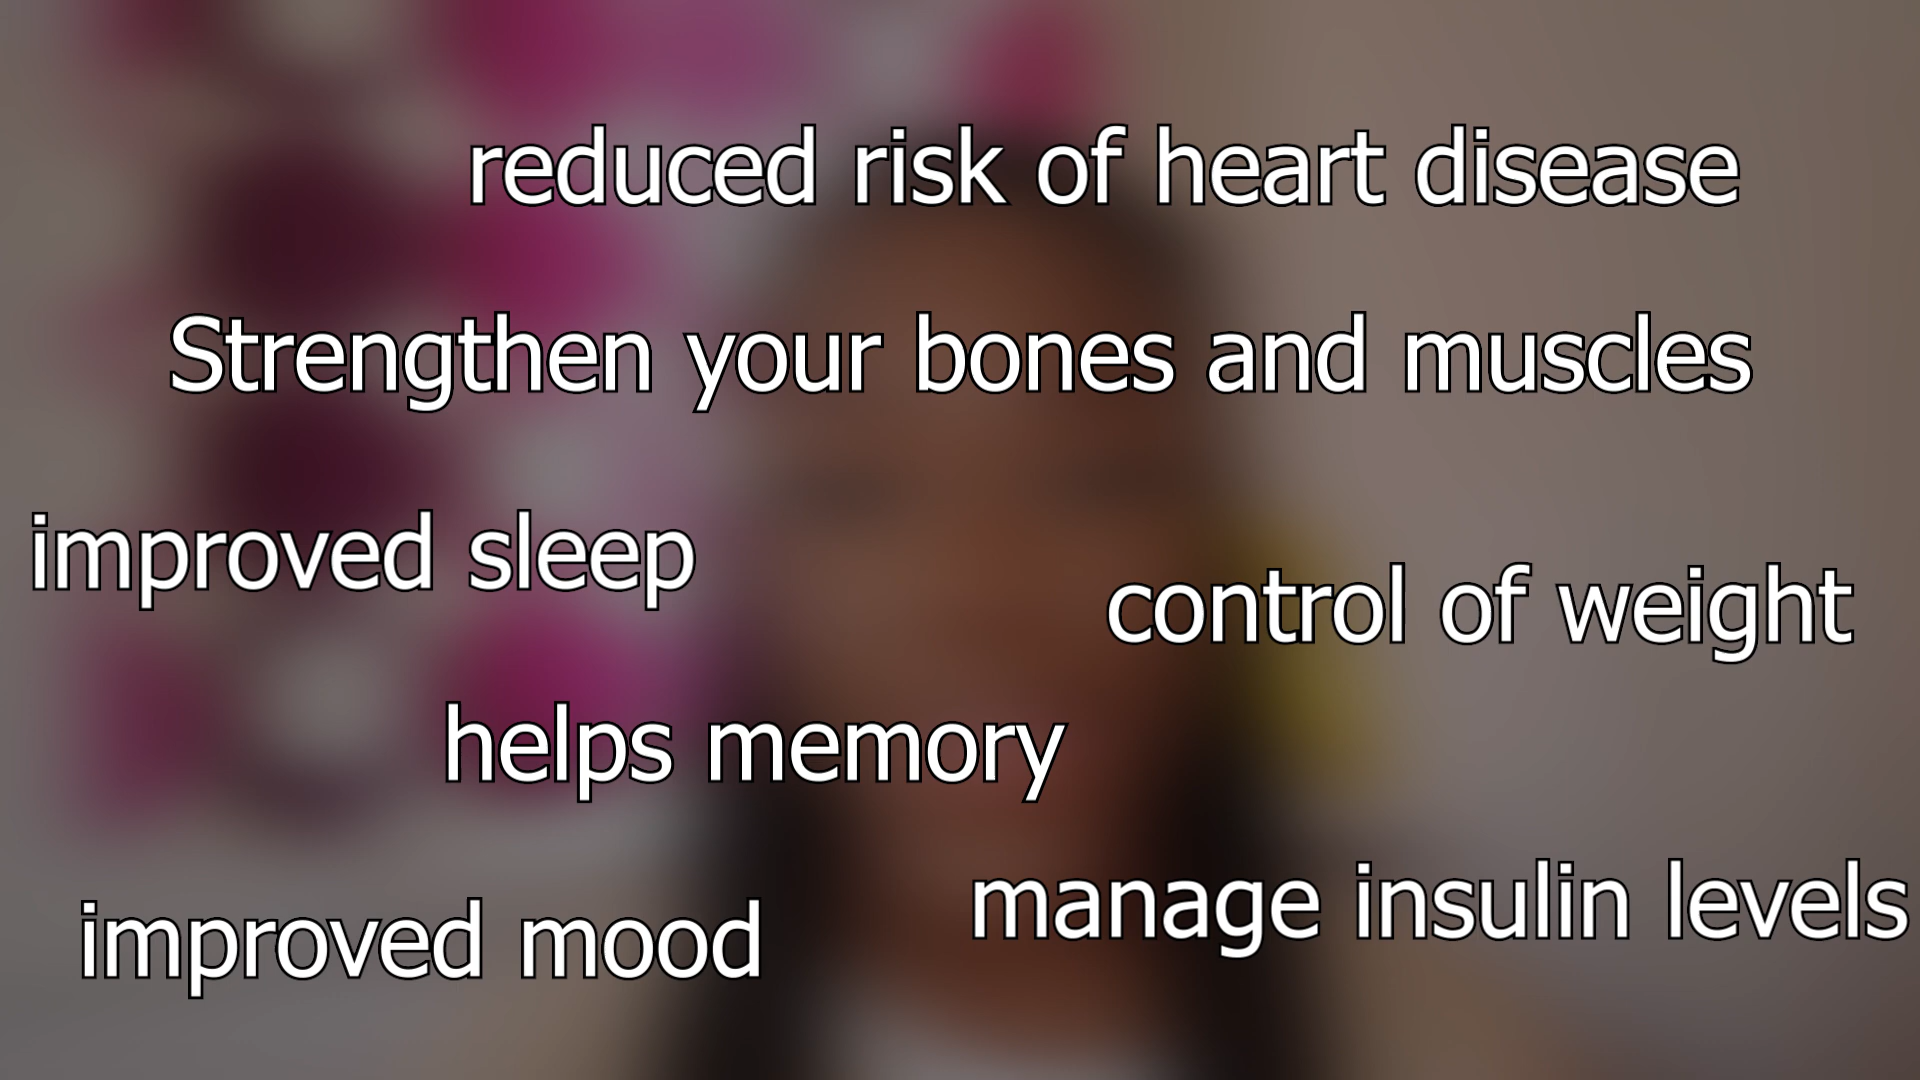 reduced risk of heart disease
Strengthen your bones and muscles
improved sleep
control of weight
helps memory
manage insulin levels
improved mood